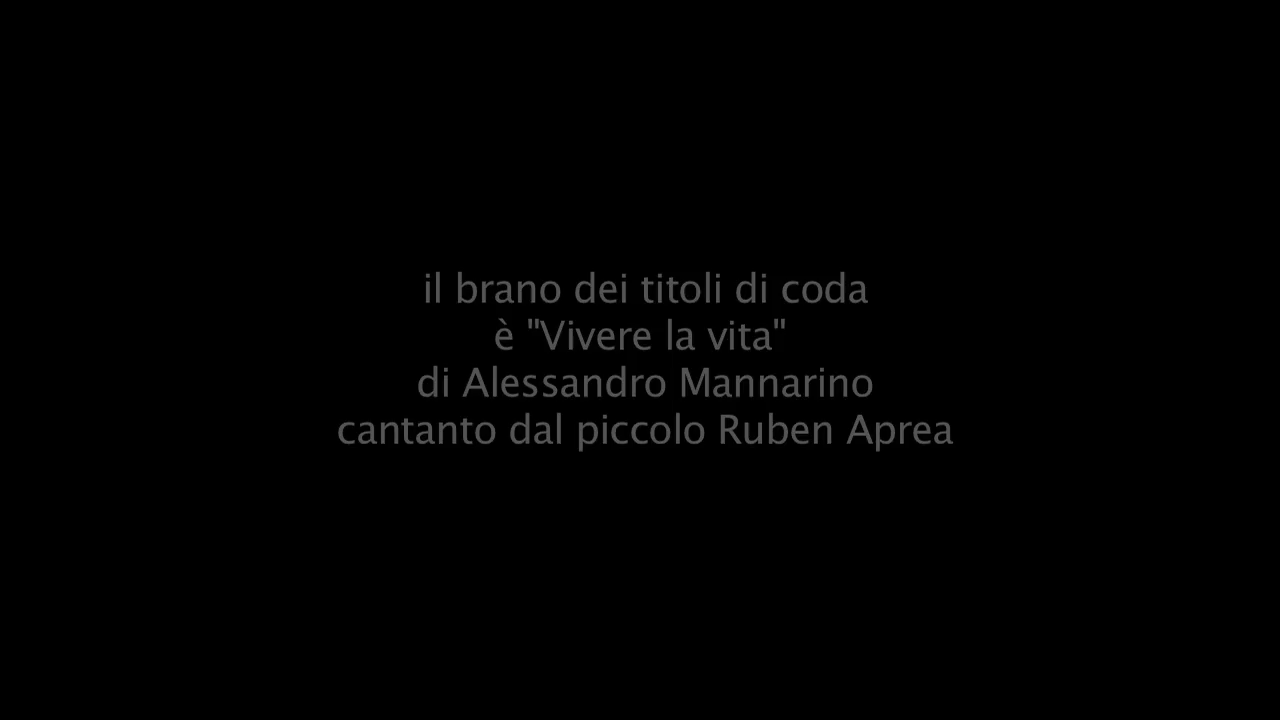 il brano dei titoli di coda
è "Vivere la vita"
di Alessandro Mannarino
cantanto dal piccolo Ruben Aprea